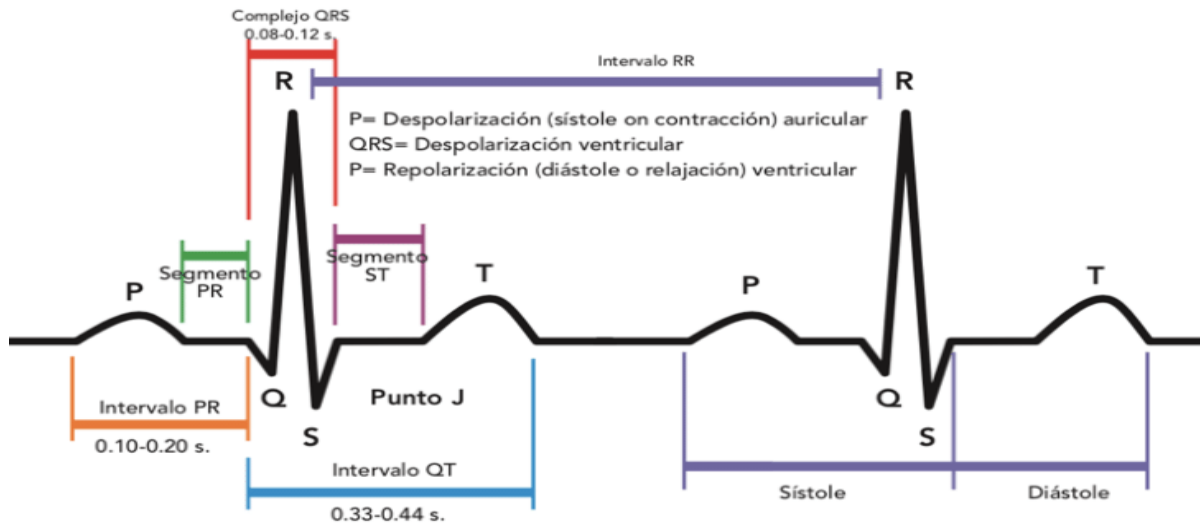 Complejo QRS
0.08-0.12 s.
Intervalo RR
R
R
P= Despolarización (sístole on contracción) auricular
QRS= Despolarización ventricular
P= Repolarización (diástole o relajación) ventricular
Segmento
PR
Segmento
ST
P
T
P
T
Q
Punto J
Q
S
S
Intervalo PR
0.10-0.20 s.
Intervalo QT
0.33-0.44 s.
Sístole
Diástole